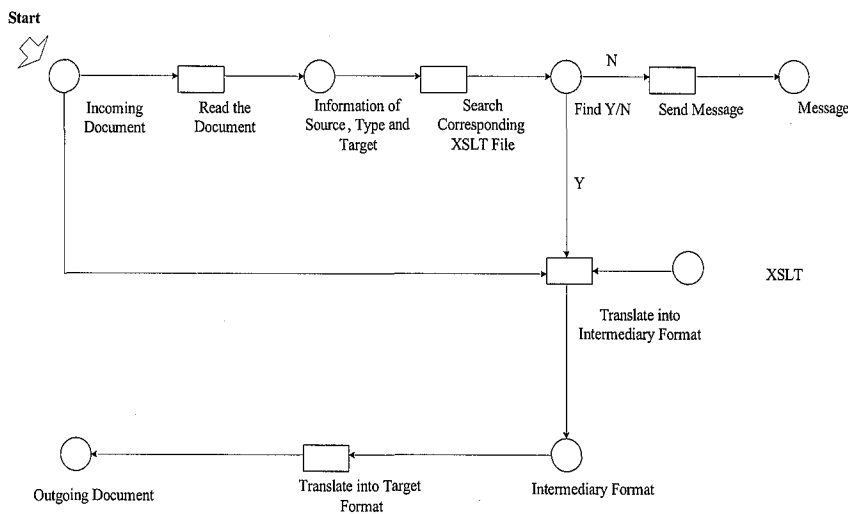 Start
N
Incoming
Document
Read the
Document
Information of
Source, Type and
Target
Search
Corresponding
XSLT File
Find Y/N
Send Message
Message
Y
XSLT
Translate into
Intermediary Format
Outgoing Document
Translate into Target
Format
Intermediary Format